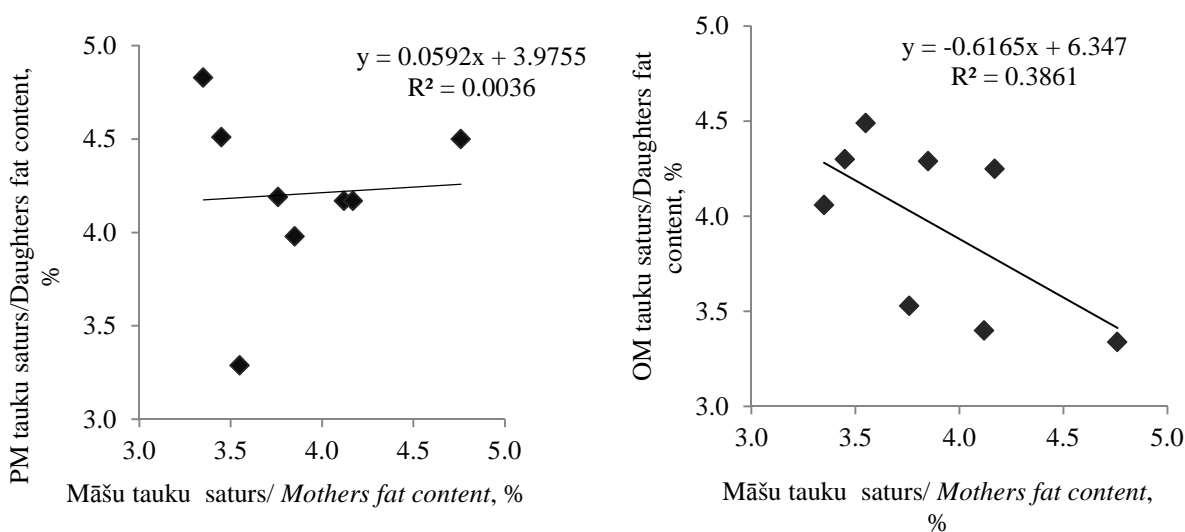 PM tauku saturs/Daughters fat content,
%
5.0
4.5
4.0
3.5
3.0
3.0 3.5 4.0 4.5 5.0
y = 0.0592x + 3.9755
R² = 0.0036
Māšu tauku saturs/ Mothers fat content, %
OM tauku saturs/Daughters fat
content, %
5.0
4.5
4.0
3.5
3.0
3.0 3.5 4.0 4.5 5.0
y = -0.6165x + 6.347
R² = 0.3861
Māšu tauku saturs/ Mothers fat content,
%